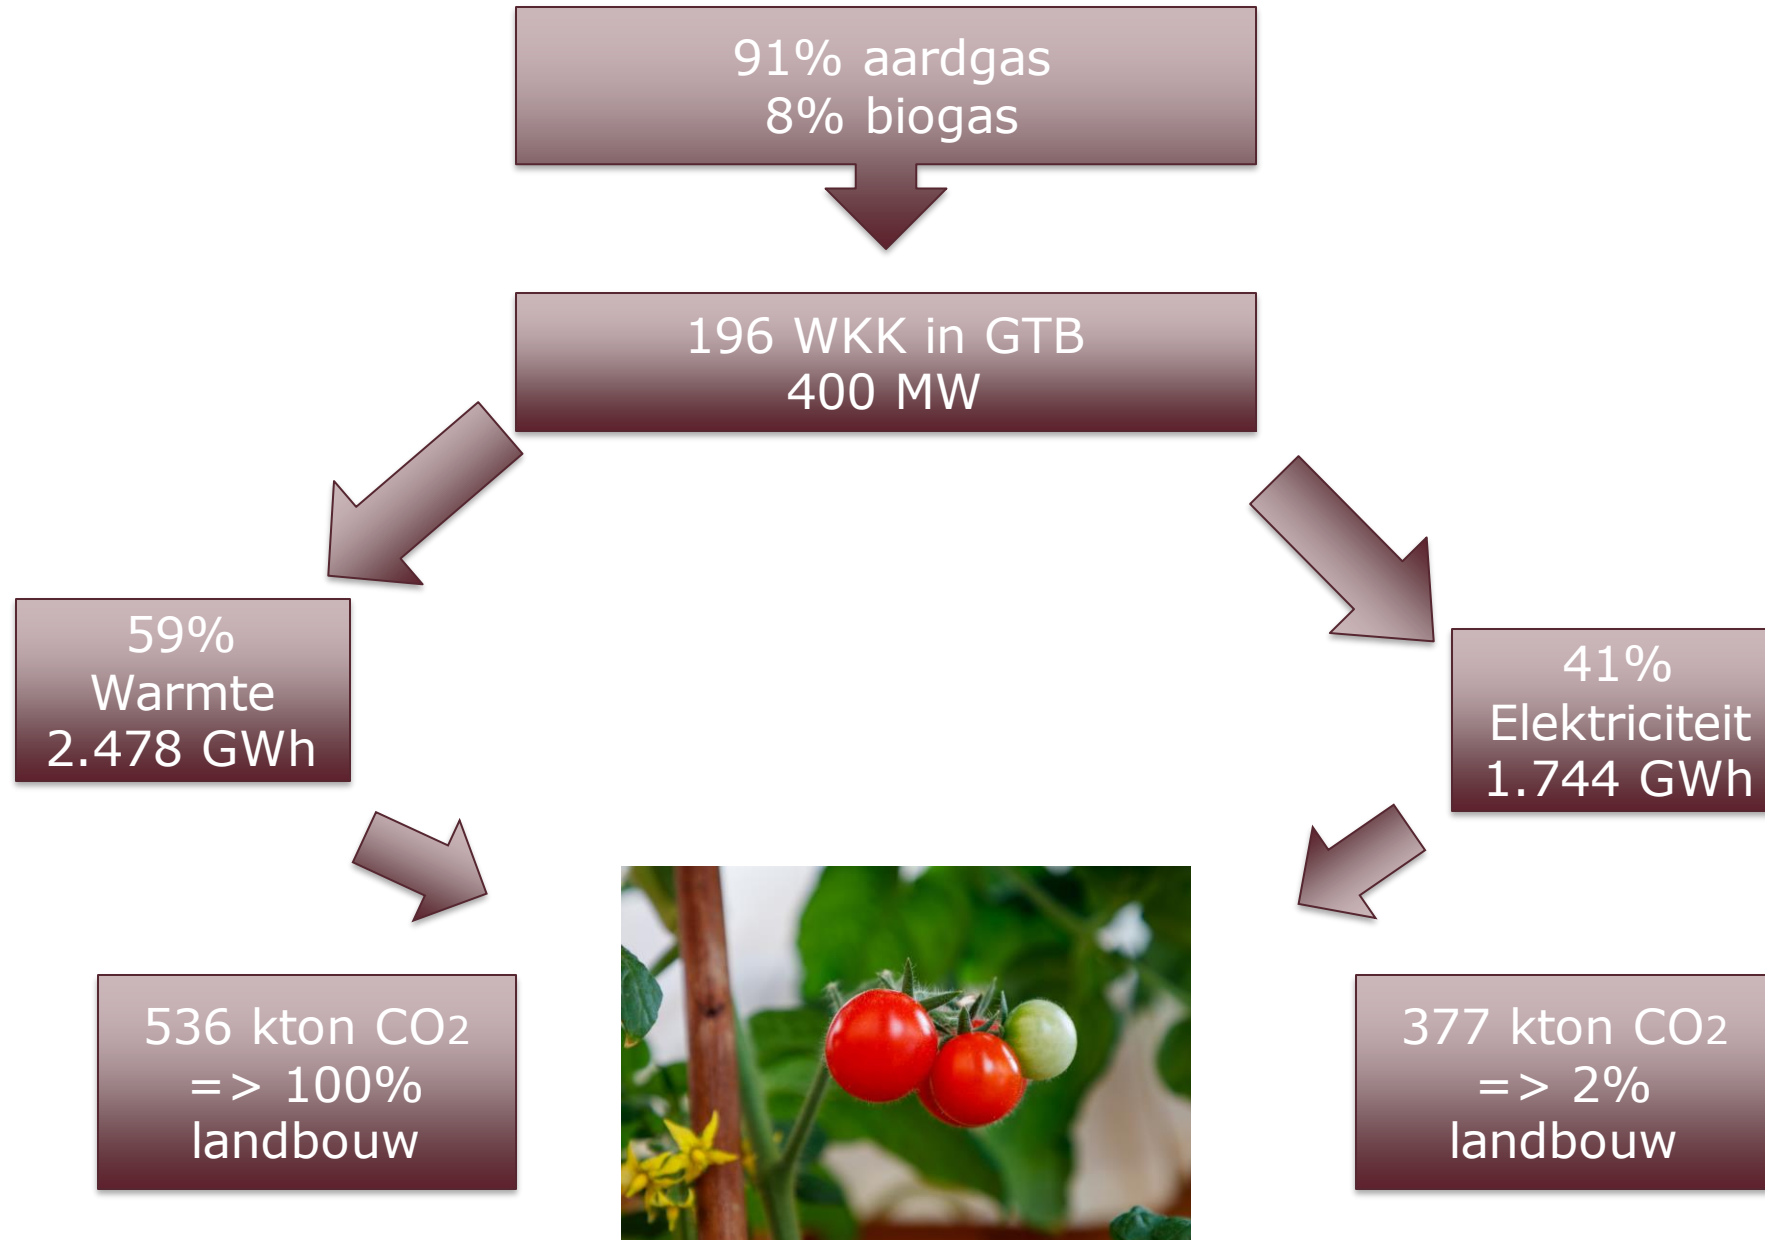 91% aardgas
8% biogas
196 WKK in GTB
400 MW
59%
Warmte
2.478 GWh
41%
Elektriciteit
1.744 GWh
536 kton CO2
=> 100%
landbouw
377 kton CO2
=> 2%
landbouw